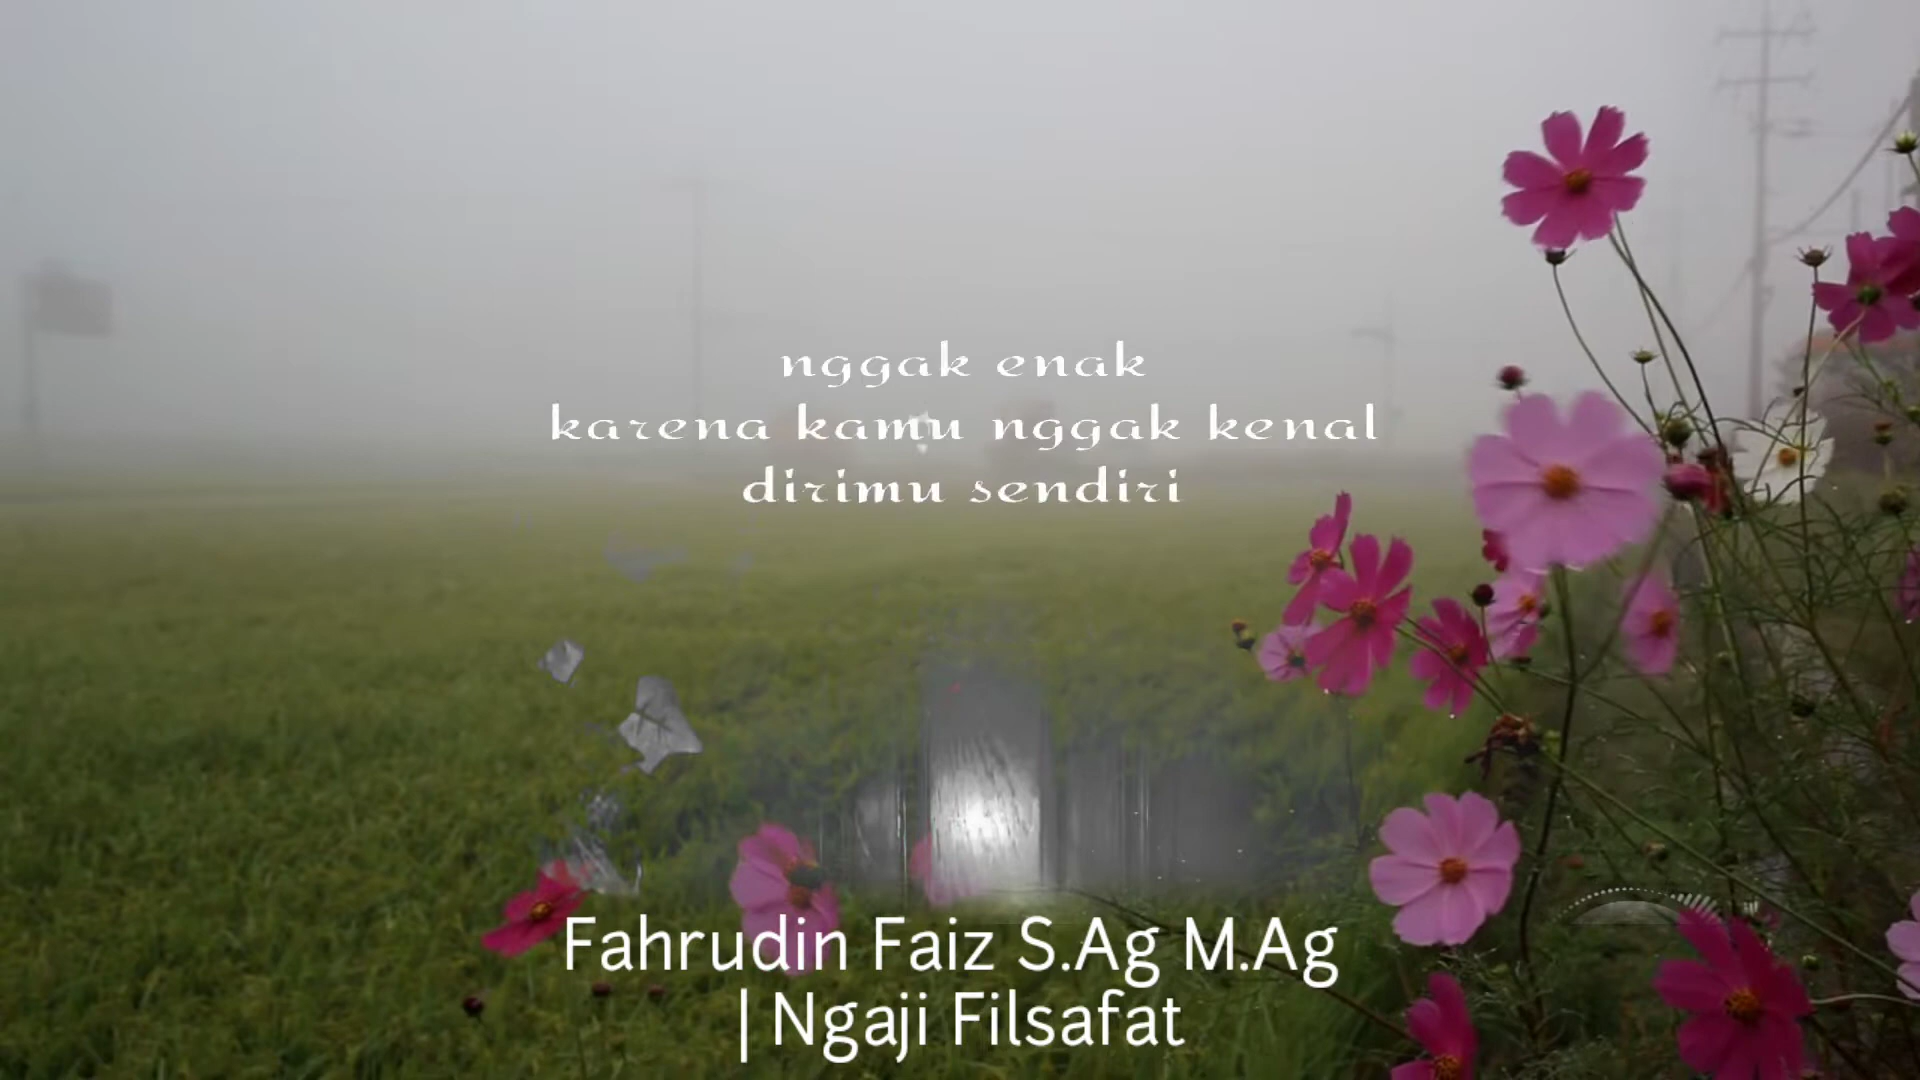 nggak enak
karena kamu nggak kenal
dirimu sendiri
Fahrudin Faiz S.Ag M.Ag
| Ngaji Filsafat